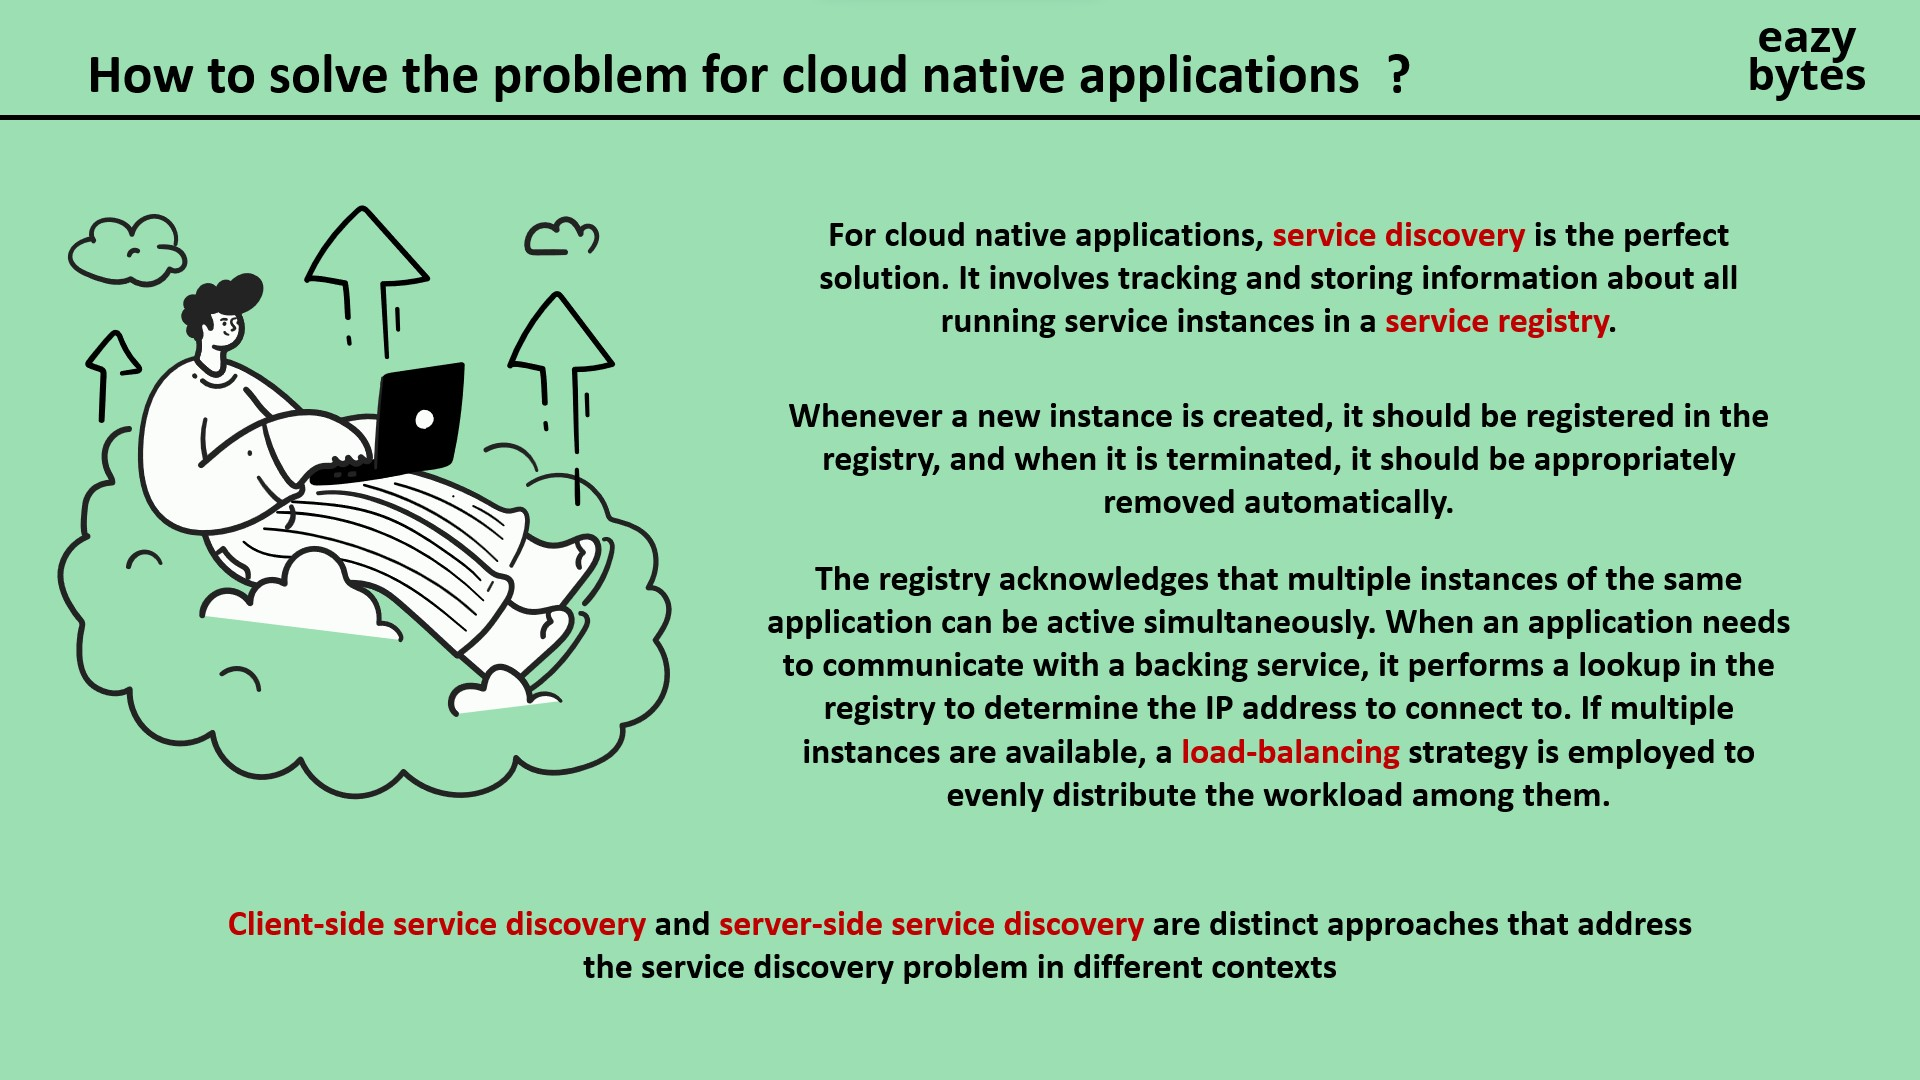 How to solve the problem for cloud native applications  ?
eazy
bytes
For cloud native applications, service discovery is the perfect
solution. It involves tracking and storing information about all
running service instances in a service registry.
Whenever a new instance is created, it should be registered in the
registry, and when it is terminated, it should be appropriately
removed automatically.
The registry acknowledges that multiple instances of the same
application can be active simultaneously. When an application needs
to communicate with a backing service, it performs a lookup in the
registry to determine the IP address to connect to. If multiple
instances are available, a load-balancing strategy is employed to
evenly distribute the workload among them.
Client-side service discovery and server-side service discovery are distinct approaches that address
the service discovery problem in different contexts